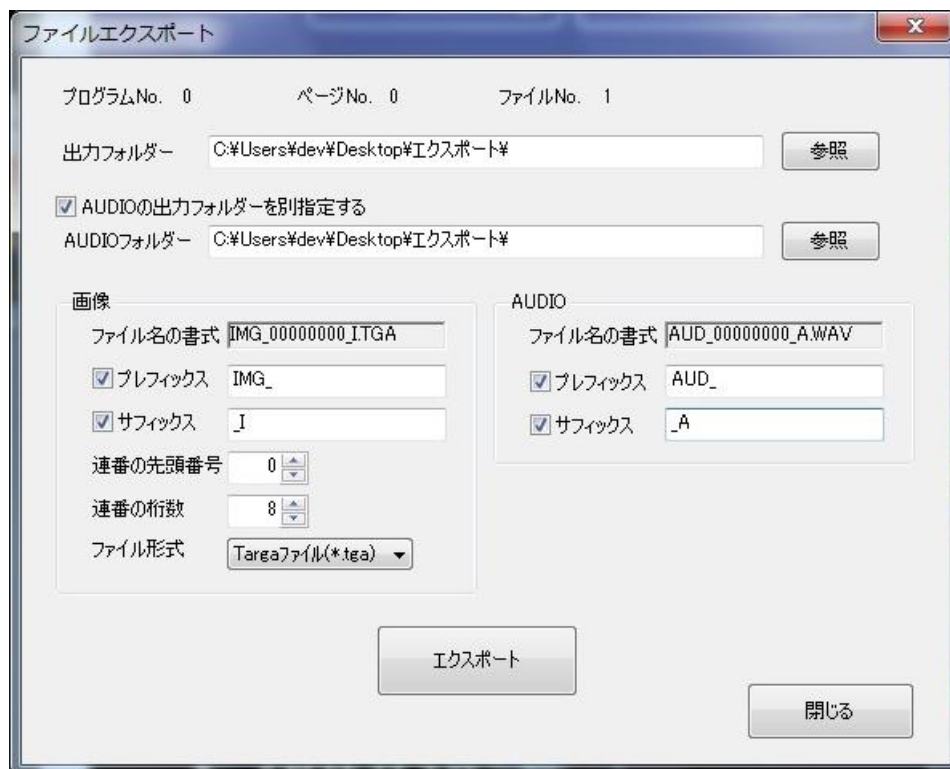 ファイルエクスポート
プログラムNo. 0 ページNo. 0 ファイルNo. 1
出力フォルダー C:¥Users¥dev¥Desktop¥エクスポート¥ 参照
AUDIOの出力フォルダーを別指定する
AUDIOフォルダー C:¥Users¥dev¥Desktop¥エクスポート¥ 参照
画像
ファイル名の書式 IMG_00000000_I.TGA
プレフィックス IMG_
サフィックス _I
連番の先頭番号 0
連番の桁数 8
ファイル形式 Targaファイル(*.tga)
AUDIO
ファイル名の書式 AUD_00000000_A.WAV
プレフィックス AUD_
サフィックス _A
エクスポート
閉じる